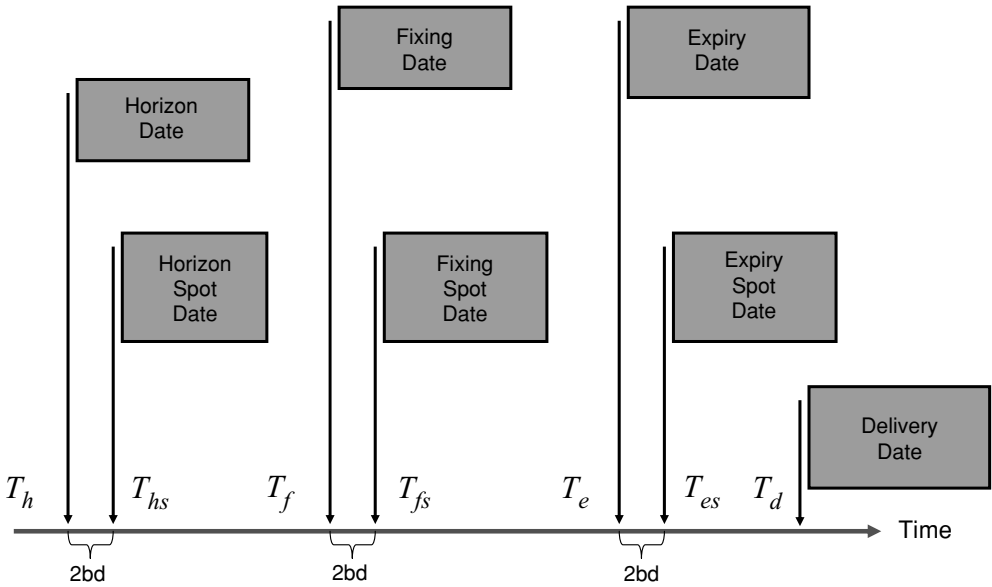 Fixing
Date
Expiry
Date
Horizon
Date
Horizon
Spot
Date
Fixing
Spot
Date
Expiry
Spot
Date
Delivery
Date
T_h T_hs T_f T_fs T_e T_es T_d
Time
2bd 2bd 2bd